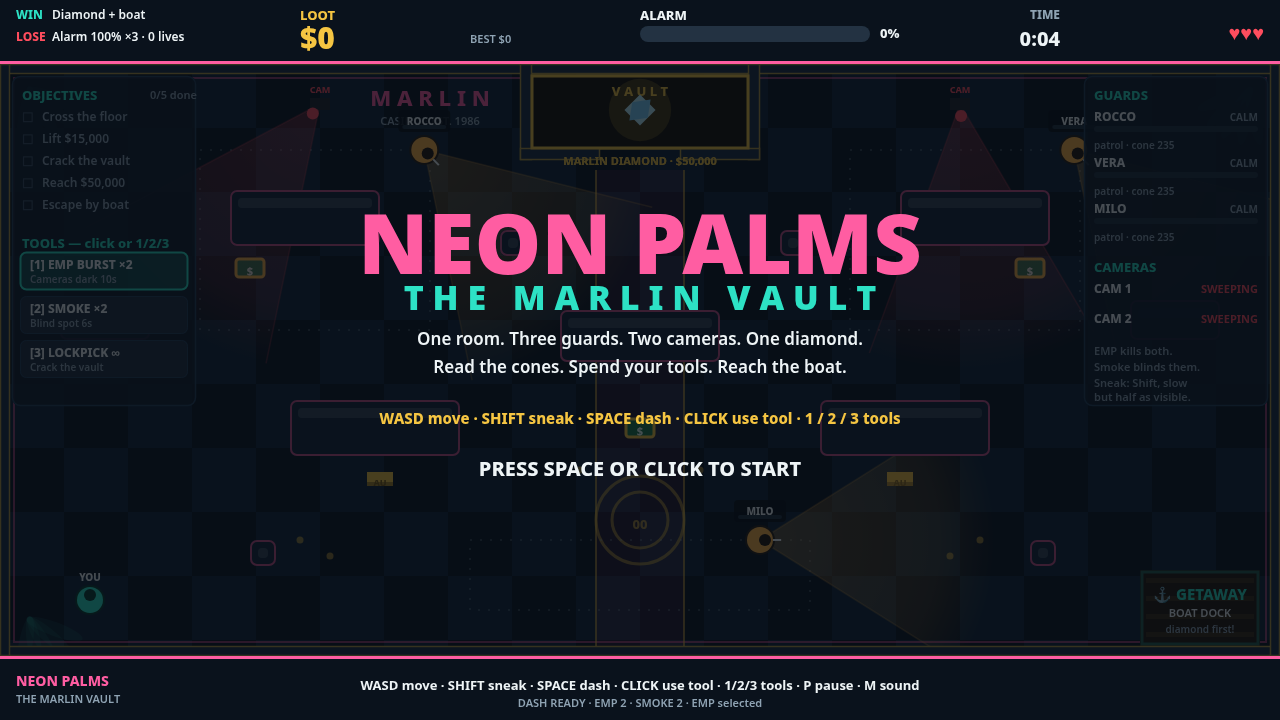 WIN Diamond + boat
LOSE Alarm 100% ×3 · 0 lives
LOOT
$0
BEST $0
ALARM
0%
TIME
0:04
♥♥♥
OBJECTIVES 0/5 done
☐ Cross the floor
☐ Lift $15,000
☐ Crack the vault
☐ Reach $50,000
☐ Escape by boat
TOOLS — click or 1/2/3
[1] EMP BURST ×2
Cameras dark 10s
[2] SMOKE ×2
Blind spot 6s
[3] LOCKPICK ∞
Crack the vault
CAM
MARLIN
1986
ROCCO
VAULT
MARLIN DIAMOND · $50,000
CAM
VERA
GUARDS
ROCCO CALM
patrol · cone 235
VERA CALM
patrol · cone 235
MILO CALM
patrol · cone 235
CAMERAS
CAM 1 SWEEPING
CAM 2 SWEEPING
EMP kills both.
Smoke blinds them.
Sneak: Shift, slow
but half as visible.
NEON PALMS
THE MARLIN VAULT
One room. Three guards. Two cameras. One diamond.
Read the cones. Spend your tools. Reach the boat.
WASD move · SHIFT sneak · SPACE dash · CLICK use tool · 1 / 2 / 3 tools
PRESS SPACE OR CLICK TO START
$
$
$
00
MILO
YOU
⚓ GETAWAY
BOAT DOCK
diamond first!
NEON PALMS
THE MARLIN VAULT
WASD move · SHIFT sneak · SPACE dash · CLICK use tool · 1/2/3 tools · P pause · M sound
DASH READY · EMP 2 · SMOKE 2 · EMP selected